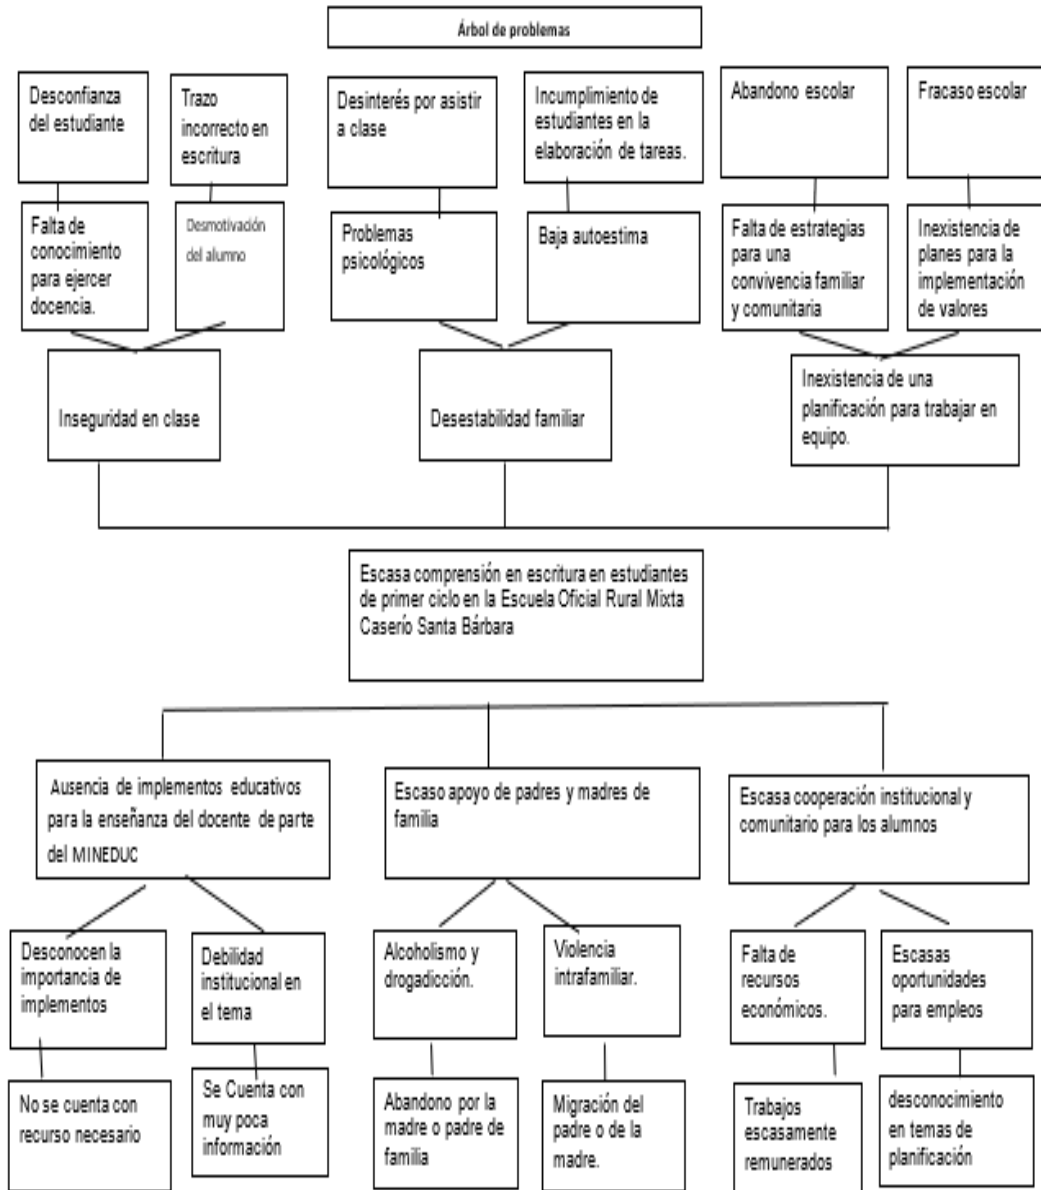 Árbol de problemas
Desconfianza
del estudiante
Trazo
incorrecto en
escritura
Desinterés por asistir
a clase
Incumplimiento de
estudiantes en la
elaboración de tareas.
Abandono escolar
Fracaso escolar
Falta de
conocimiento
para ejercer
docencia.
Desmotivación
del alumno
Problemas
psicológicos
Baja autoestima
Falta de estrategias
para una
convivencia familiar
y comunitaria
Inexistencia de
planes para la
implementación
de valores
Inseguridad en clase
Desestabilidad familiar
Inexistencia de una
planificación para trabajar en
equipo.
Escasa comprensión en escritura en estudiantes
de primer ciclo en la Escuela Oficial Rural Mixta
Caserío Santa Bárbara
Ausencia de implementos educativos
para la enseñanza del docente de parte
del MINEDUC
Escaso apoyo de padres y madres de
familia
Escasa cooperación institucional y
comunitario para los alumnos
Desconocen la
importancia de
implementos
Debilidad
institucional en
el tema
Alcoholismo y
drogadicción.
Violencia
intrafamiliar.
Falta de
recursos
económicos.
Escasas
oportunidades
para empleos
No se cuenta con
recurso necesario
Se Cuenta con
muy poca
información
Abandono por la
madre o padre de
familia
Migración del
padre o de la
madre.
Trabajos
escasamente
remunerados
desconocimiento
en temas de
planificación